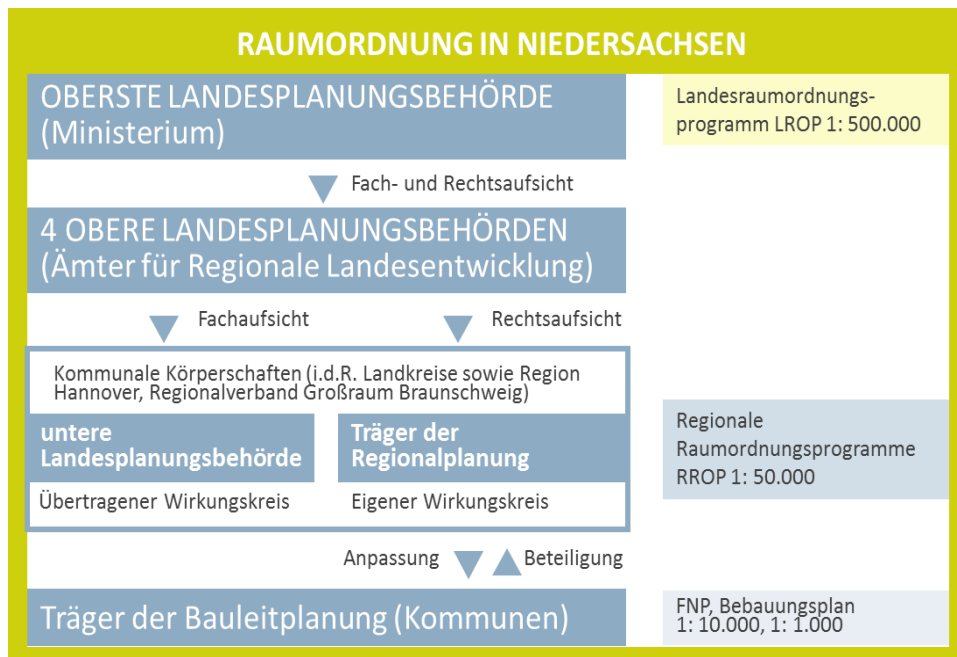 RAUMORDNUNG IN NIEDERSACHSEN
OBERSTE LANDESPLANUNGSBEHÖRDE
(Ministerium)
Landesraumordnungs-
programm LROP 1: 500.000
Fach- und Rechtsaufsicht
4 OBERE LANDESPLANUNGSBEHÖRDEN
(Ämter für Regionale Landesentwicklung)
Fachaufsicht
Rechtsaufsicht
Kommunale Körperschaften (i.d.R. Landkreise sowie Region
Hannover, Regionalverband Großraum Braunschweig)
untere
Landesplanungsbehörde
Übertragener Wirkungskreis
Träger der
Regionalplanung
Eigener Wirkungskreis
Regionale
Raumordnungsprogramme
RROP 1: 50.000
Anpassung
Beteiligung
Träger der Bauleitplanung (Kommunen)
FNP, Bebauungsplan
1: 10.000, 1: 1.000